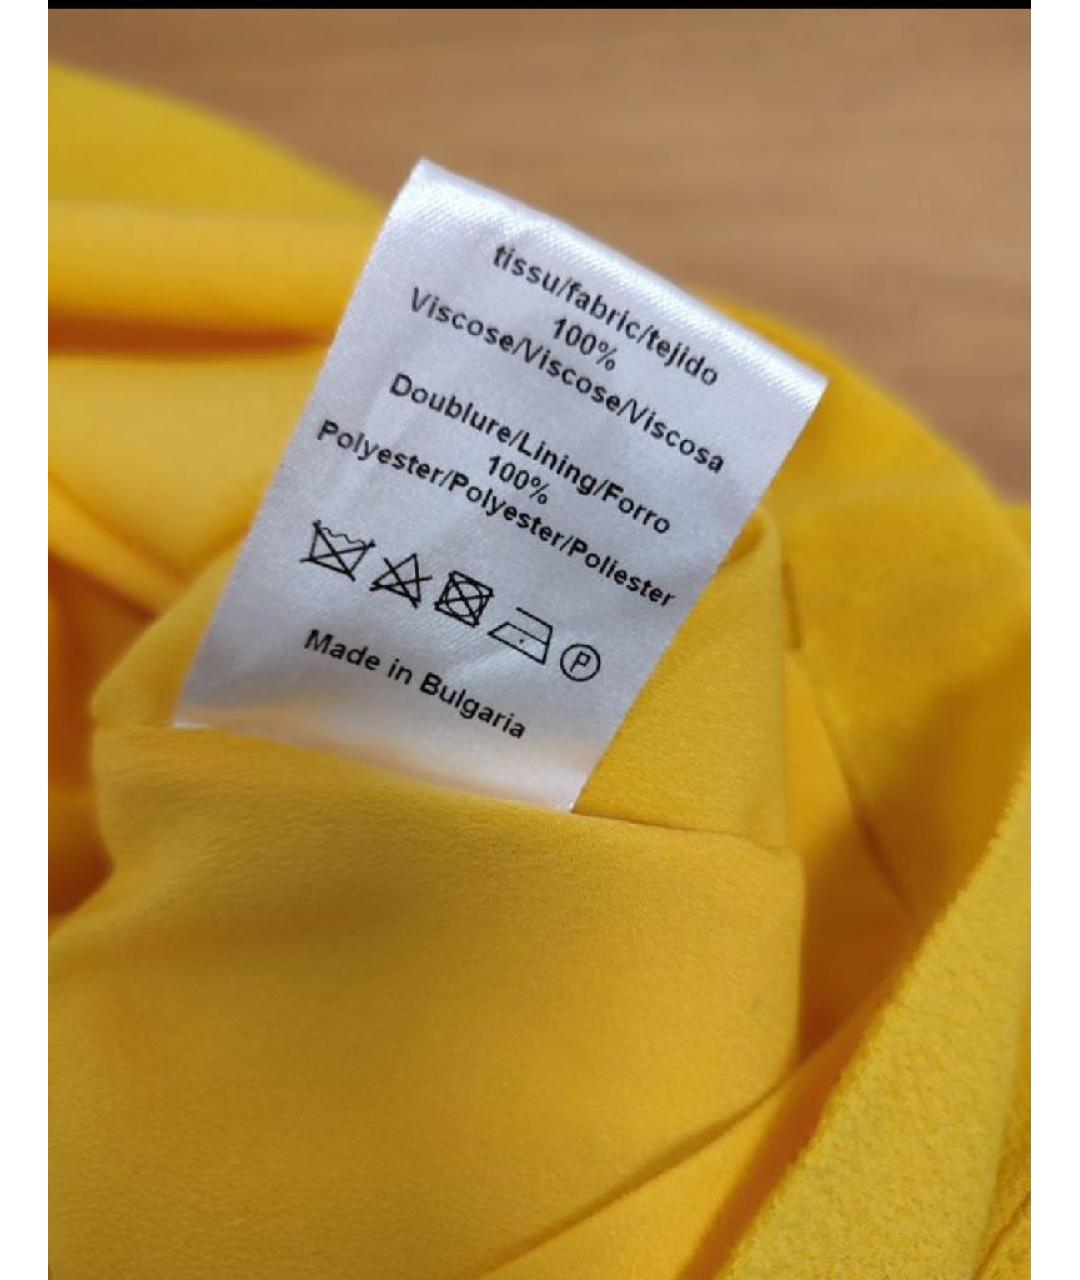 tissu/fabric/tejido
100%
Viscose/Viscose/Viscosa
Doublure/Lining/Forro
100%
Polyester/Polyester/Poliester
P
Made in Bulgaria